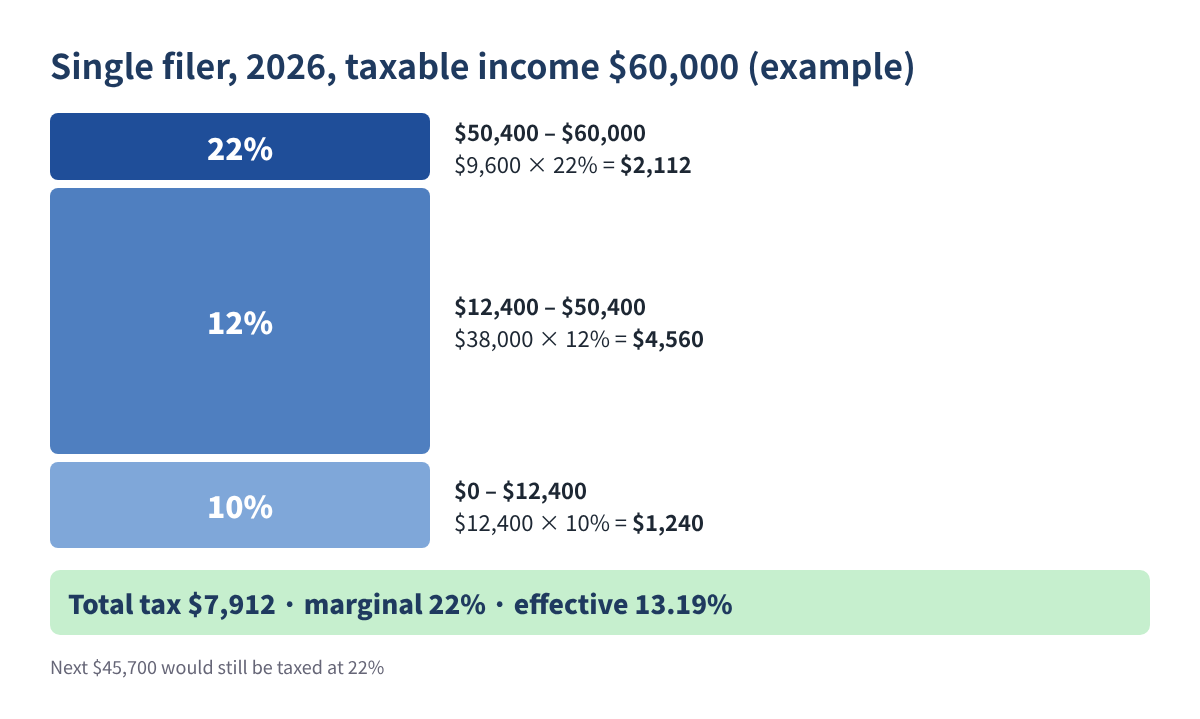 Single filer, 2026, taxable income $60,000 (example)
22%
$50,400 – $60,000
$9,600 × 22% = $2,112
12%
$12,400 – $50,400
$38,000 × 12% = $4,560
10%
$0 – $12,400
$12,400 × 10% = $1,240
Total tax $7,912 · marginal 22% · effective 13.19%
Next $45,700 would still be taxed at 22%